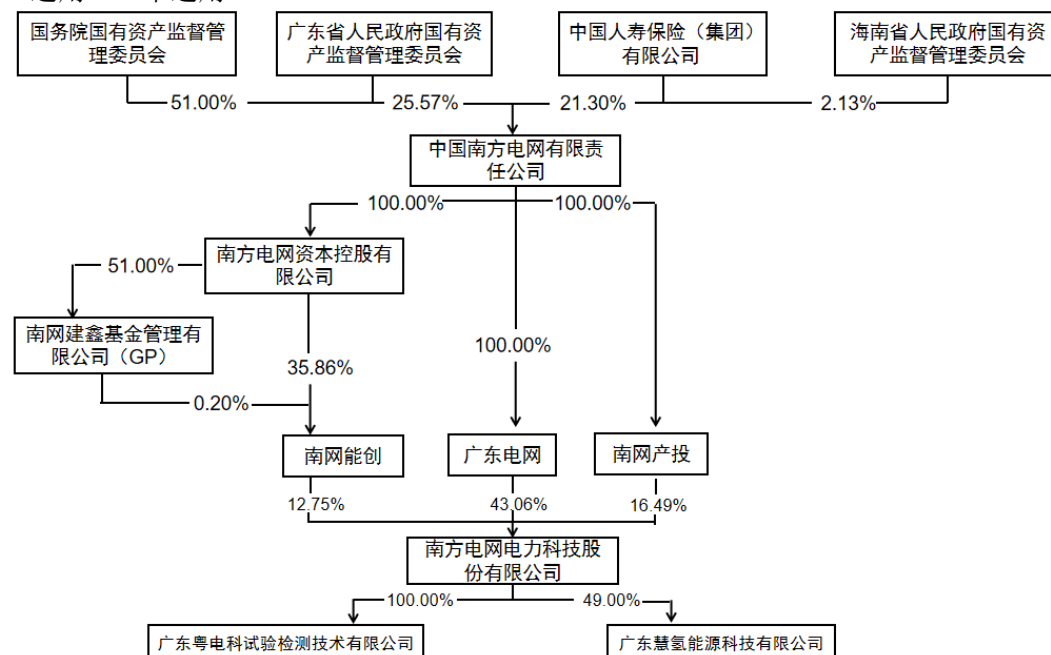 国务院国有资产监督管
理委员会
广东省人民政府国有资
产监督管理委员会
中国人寿保险（集团）
有限公司
海南省人民政府国有资
产监督管理委员会
51.00%
25.57%
21.30%
2.13%
中国南方电网有限责
任公司
100.00%
100.00%
南方电网资本控股有
限公司
51.00%
南网建鑫基金管理有
限公司（GP）
100.00%
35.86%
0.20%
南网能创
广东电网
南网产投
12.75%
43.06%
16.49%
南方电网电力科技股
份有限公司
100.00%
49.00%
广东粤电科试验检测技术有限公司
广东慧氢能源科技有限公司